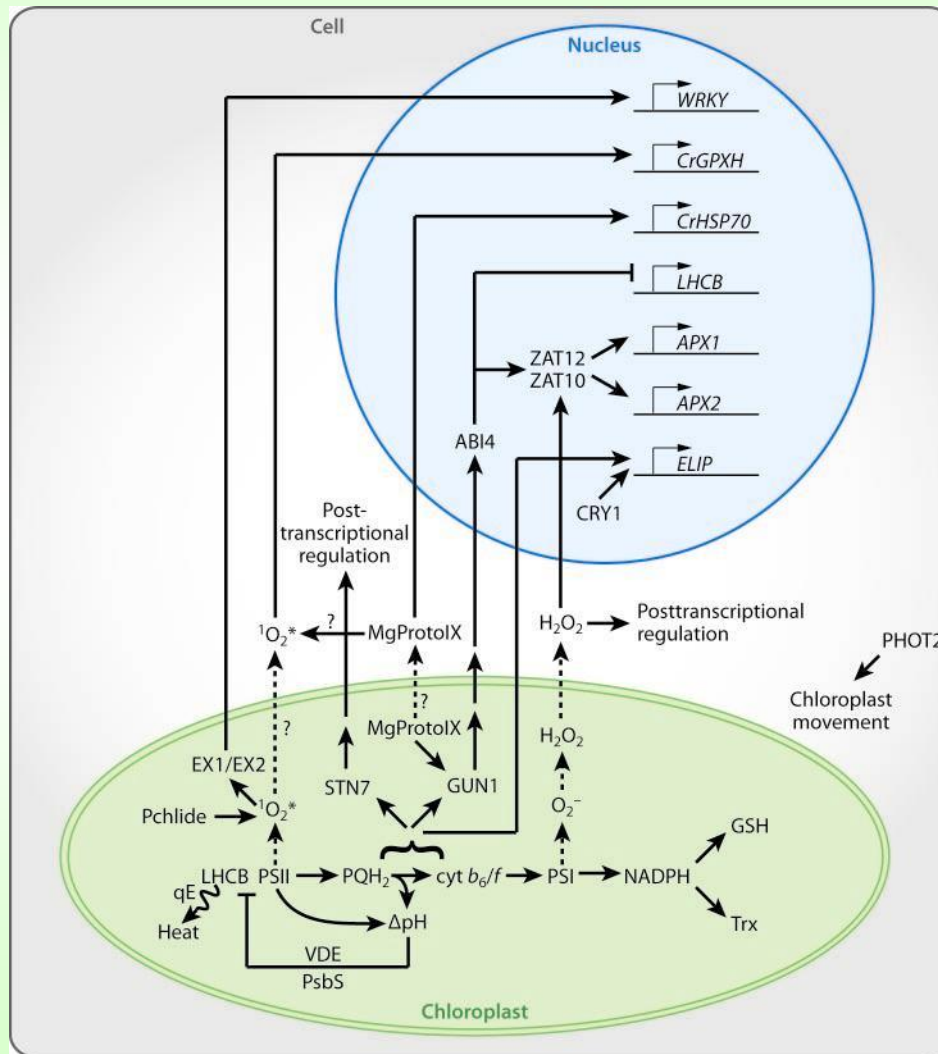 Cell
Nucleus
WRKY
CrGPXH
CrHSP70
LHCB
ZAT12
ZAT10
APX1
APX2
ABI4
ELIP
CRY1
Post-
transcriptional
regulation
¹O₂*
?
MgProtoIX
H₂O₂
Posttranscriptional
regulation
PHOT2
Chloroplast
movement
?
?
MgProtoIX
H₂O₂
EX1/EX2
STN7
GUN1
Pchlide
¹O₂*
O₂⁻
GSH
LHCB PSII
PQH₂
cyt b₆/f
PSI
NADPH
qE
Heat
ΔpH
Trx
VDE
PsbS
Chloroplast